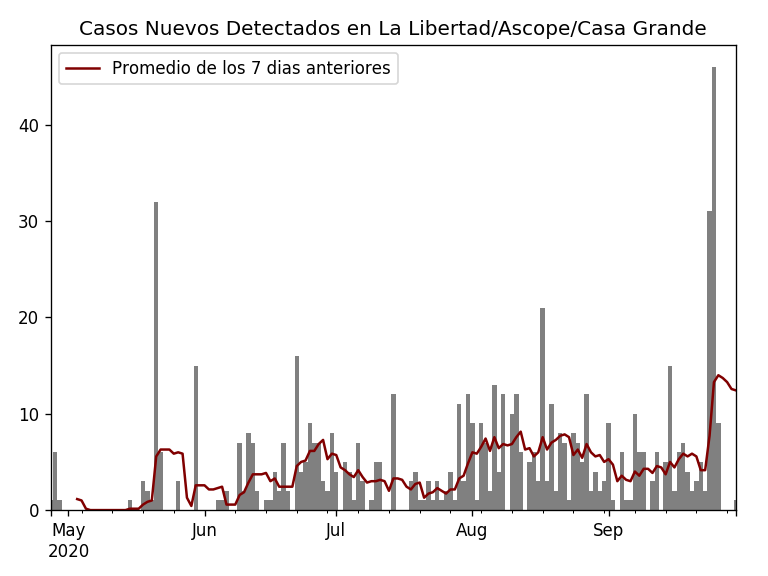 Casos Nuevos Detectados en La Libertad/Ascope/Casa Grande
Promedio de los 7 dias anteriores
40
30
20
10
0
May Jun Jul Aug Sep
2020